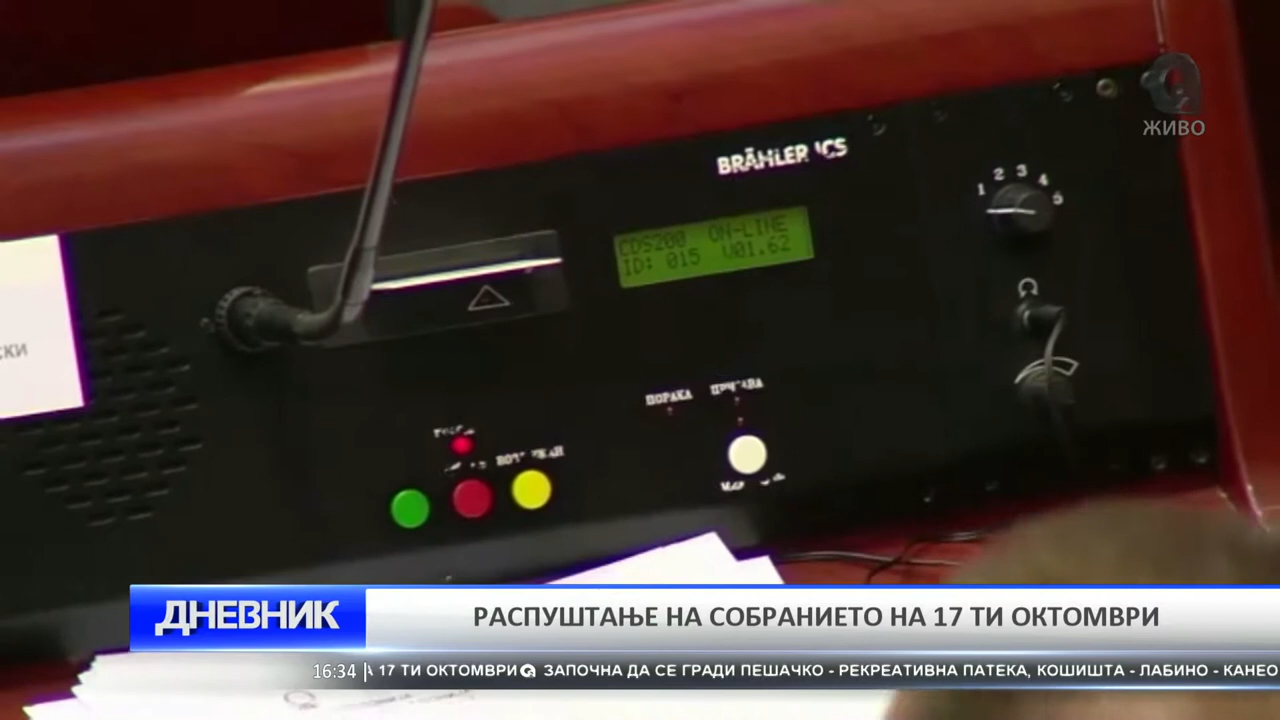 ЖИВО
BRÄHLER ICS
CDS200 ON-LINE
ID: 015 V01.62
1 2 3 4 5
СКИ
ПОРАКА
ДНЕВНИК
РАСПУШТАЊЕ НА СОБРАНИЕТО НА 17 ТИ ОКТОМВРИ
16:34
А 17 ТИ ОКТОМВРИ ЗАПОЧНА ДА СЕ ГРАДИ ПЕШАЧКО - РЕКРЕАТИВНА ПАТЕКА, КОШИШТА - ЛАБИНО - КАНЕО